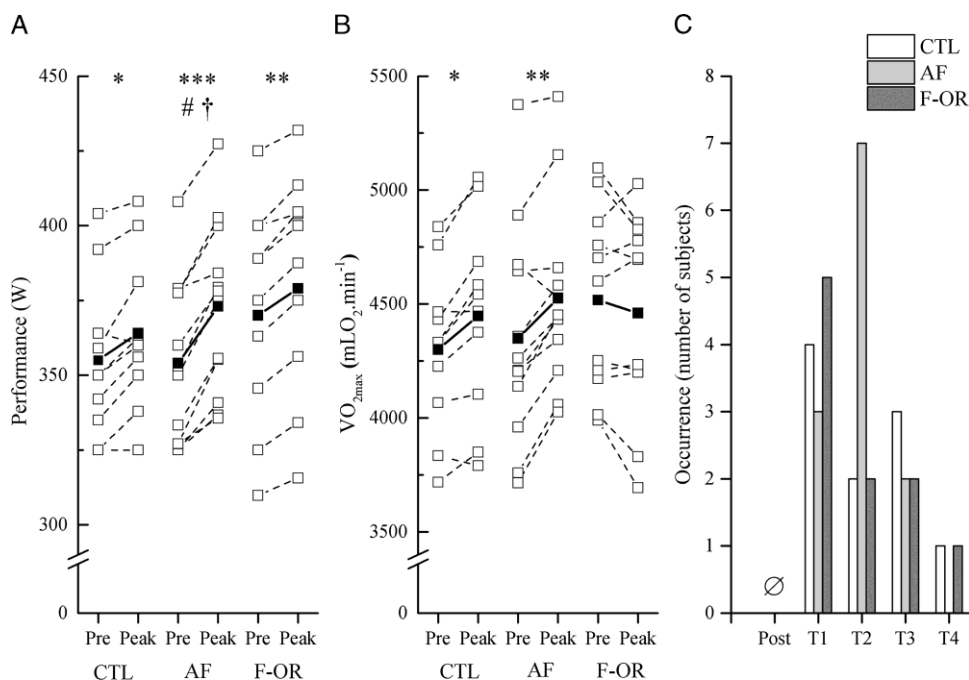 A
B
C
450
400
350
300
0
Performance (W)
* *** **
# †
Pre Peak Pre Peak Pre Peak
CTL AF F-OR
5500
5000
4500
4000
3500
0
VO2max (mLO2.min-1)
* **
Pre Peak Pre Peak Pre Peak
CTL AF F-OR
CTL
AF
F-OR
8
7
6
5
4
3
2
1
0
Occurrence (number of subjects)
∅
Post T1 T2 T3 T4